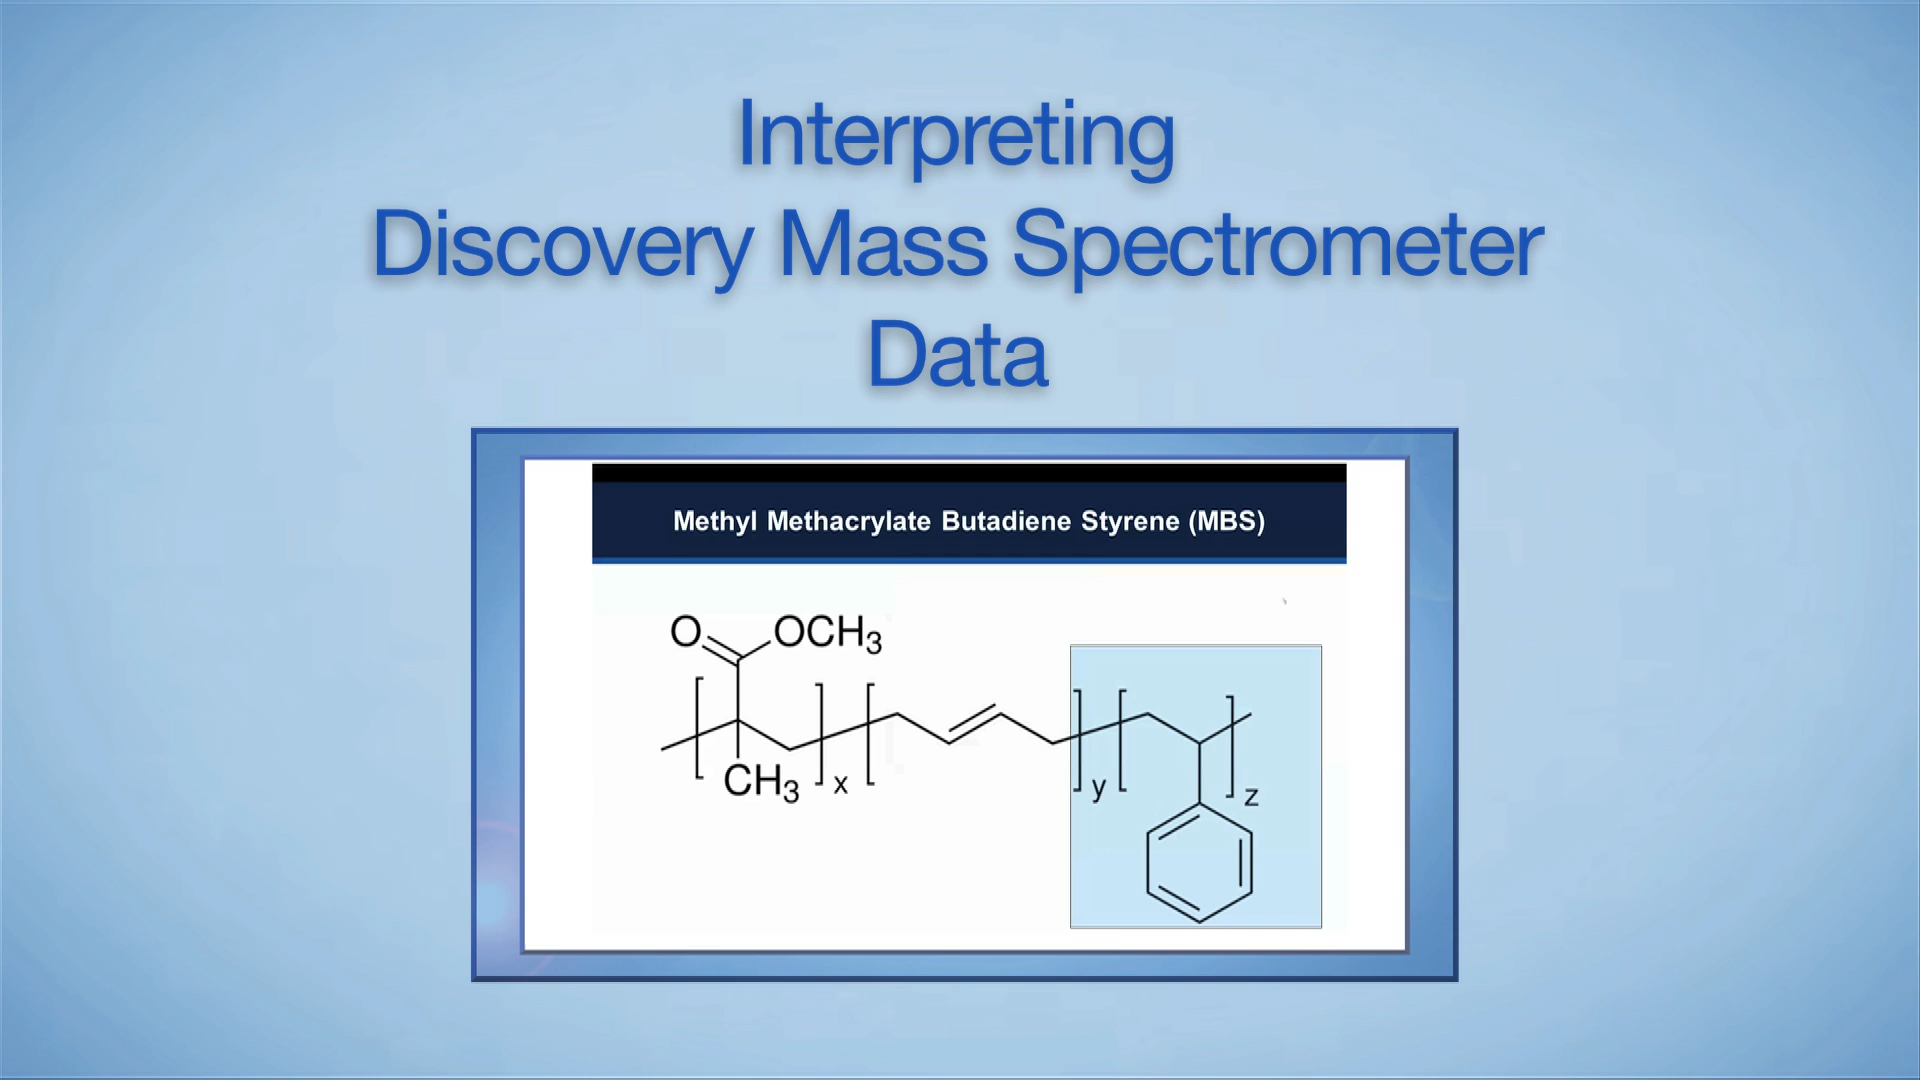 Interpreting
Discovery Mass Spectrometer
Data
Methyl Methacrylate Butadiene Styrene (MBS)
O OCH3
CH3 x y z